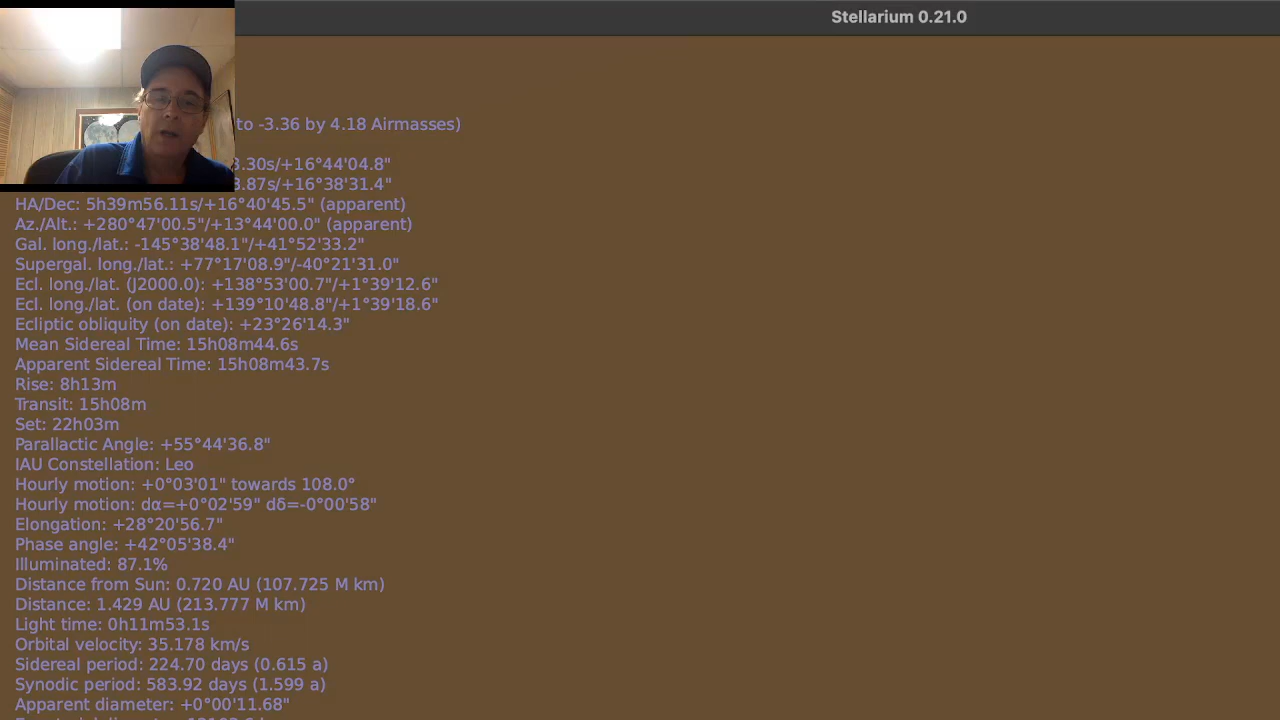 Stellarium 0.21.0
to -3.36 by 4.18 Airmasses)
3.30s/+16°44'04.8"
3.87s/+16°38'31.4"
HA/Dec: 5h39m56.11s/+16°40'45.5" (apparent)
Az./Alt.: +280°47'00.5"/+13°44'00.0" (apparent)
Gal. long./lat.: -145°38'48.1"/+41°52'33.2"
Supergal. long./lat.: +77°17'08.9"/-40°21'31.0"
Ecl. long./lat. (J2000.0): +138°53'00.7"/+1°39'12.6"
Ecl. long./lat. (on date): +139°10'48.8"/+1°39'18.6"
Ecliptic obliquity (on date): +23°26'14.3"
Mean Sidereal Time: 15h08m44.6s
Apparent Sidereal Time: 15h08m43.7s
Rise: 8h13m
Transit: 15h08m
Set: 22h03m
Parallactic Angle: +55°44'36.8"
IAU Constellation: Leo
Hourly motion: +0°03'01" towards 108.0°
Hourly motion: dα=+0°02'59" dδ=-0°00'58"
Elongation: +28°20'56.7"
Phase angle: +42°05'38.4"
Illuminated: 87.1%
Distance from Sun: 0.720 AU (107.725 M km)
Distance: 1.429 AU (213.777 M km)
Light time: 0h11m53.1s
Orbital velocity: 35.178 km/s
Sidereal period: 224.70 days (0.615 a)
Synodic period: 583.92 days (1.599 a)
Apparent diameter: +0°00'11.68"